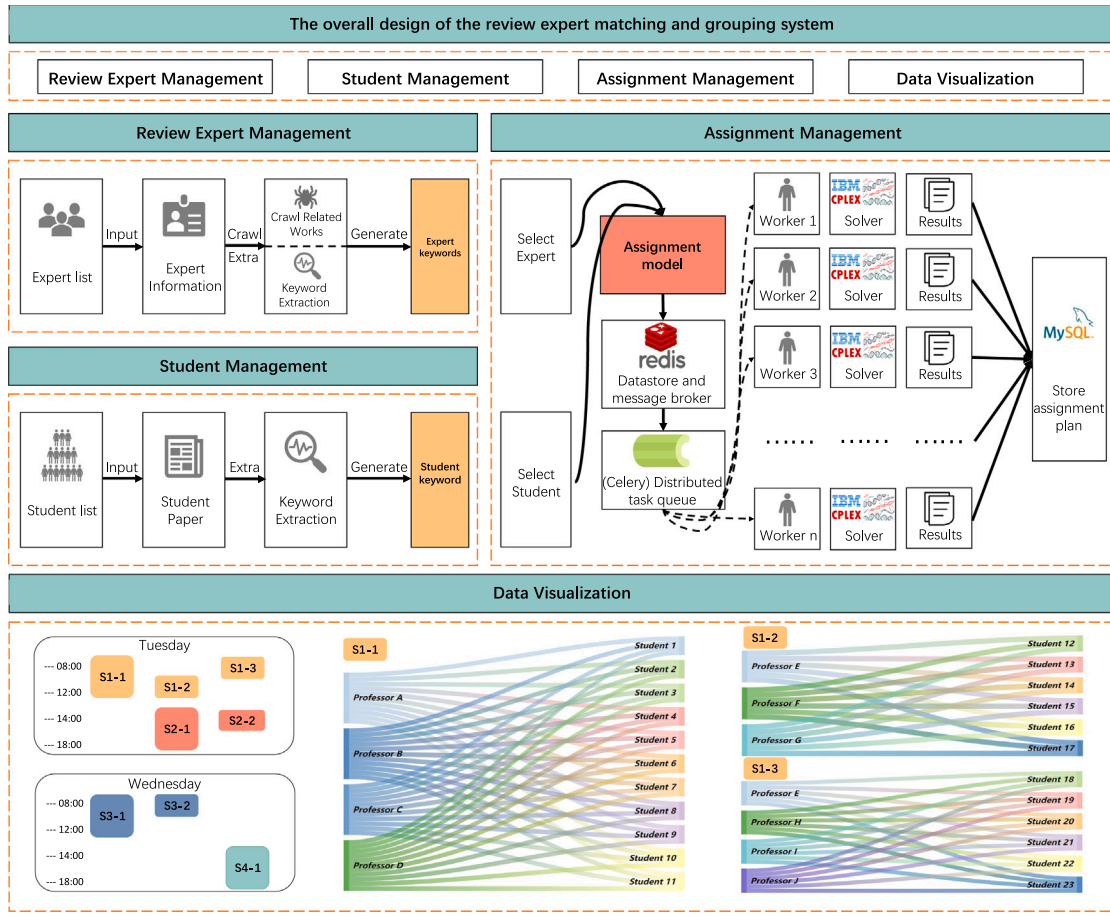 The overall design of the review expert matching and grouping system
Review Expert Management
Student Management
Assignment Management
Data Visualization
Review Expert Management
Expert list
Input
Expert
Information
Crawl
Extra
Crawl Related
Works
Keyword
Extraction
Generate
Expert
keywords
Student Management
Student list
Input
Student
Paper
Extra
Keyword
Extraction
Generate
Student
keyword
Assignment Management
Select
Expert
Select
Student
Assignment
model
redis
Datastore and
message broker
(Celery) Distributed
task queue
Worker 1
IBM
CPLEX
Solver
Results
Worker 2
IBM
CPLEX
Solver
Results
Worker 3
IBM
CPLEX
Solver
Results
...... ...... ......
Worker n
IBM
CPLEX
Solver
Results
MySQL
Store
assignment
plan
Data Visualization
Tuesday
--- 08:00
--- 12:00
--- 14:00
--- 18:00
S1-1
S1-2
S1-3
S2-1
S2-2
Wednesday
--- 08:00
--- 12:00
--- 14:00
--- 18:00
S3-1
S3-2
S4-1
S1-1
Professor A
Professor B
Professor C
Professor D
Student 1
Student 2
Student 3
Student 4
Student 5
Student 6
Student 7
Student 8
Student 9
Student 10
Student 11
S1-2
Professor E
Professor F
Professor G
Student 12
Student 13
Student 14
Student 15
Student 16
Student 17
S1-3
Professor E
Professor H
Professor I
Professor J
Student 18
Student 19
Student 20
Student 21
Student 22
Student 23